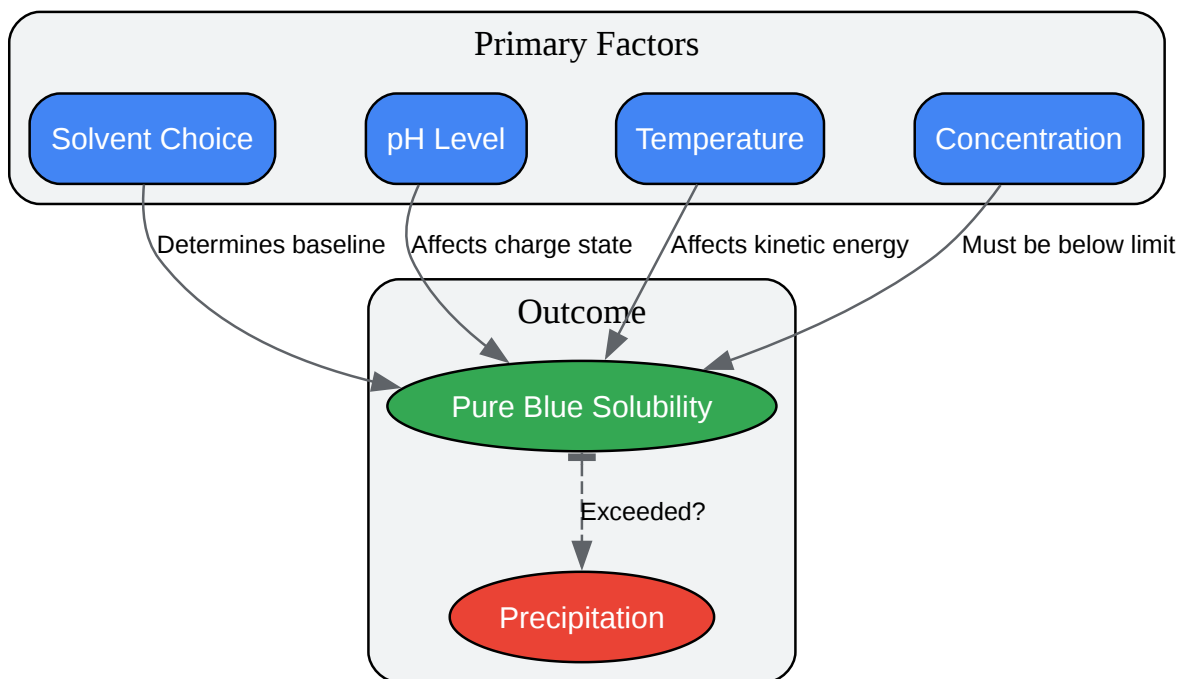 Primary Factors
Solvent Choice
pH Level
Temperature
Concentration
Determines baseline
Affects charge state
Affects kinetic energy
Must be below limit
Outcome
Pure Blue Solubility
Exceeded?
Precipitation